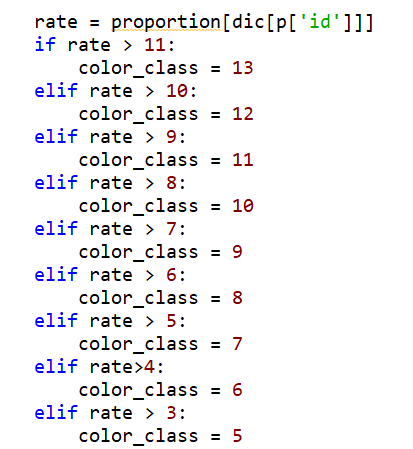 rate = proportion[dic[p['id']]]
if rate > 11:
    color_class = 13
elif rate > 10:
    color_class = 12
elif rate > 9:
    color_class = 11
elif rate > 8:
    color_class = 10
elif rate > 7:
    color_class = 9
elif rate > 6:
    color_class = 8
elif rate > 5:
    color_class = 7
elif rate>4:
    color_class = 6
elif rate > 3:
    color_class = 5